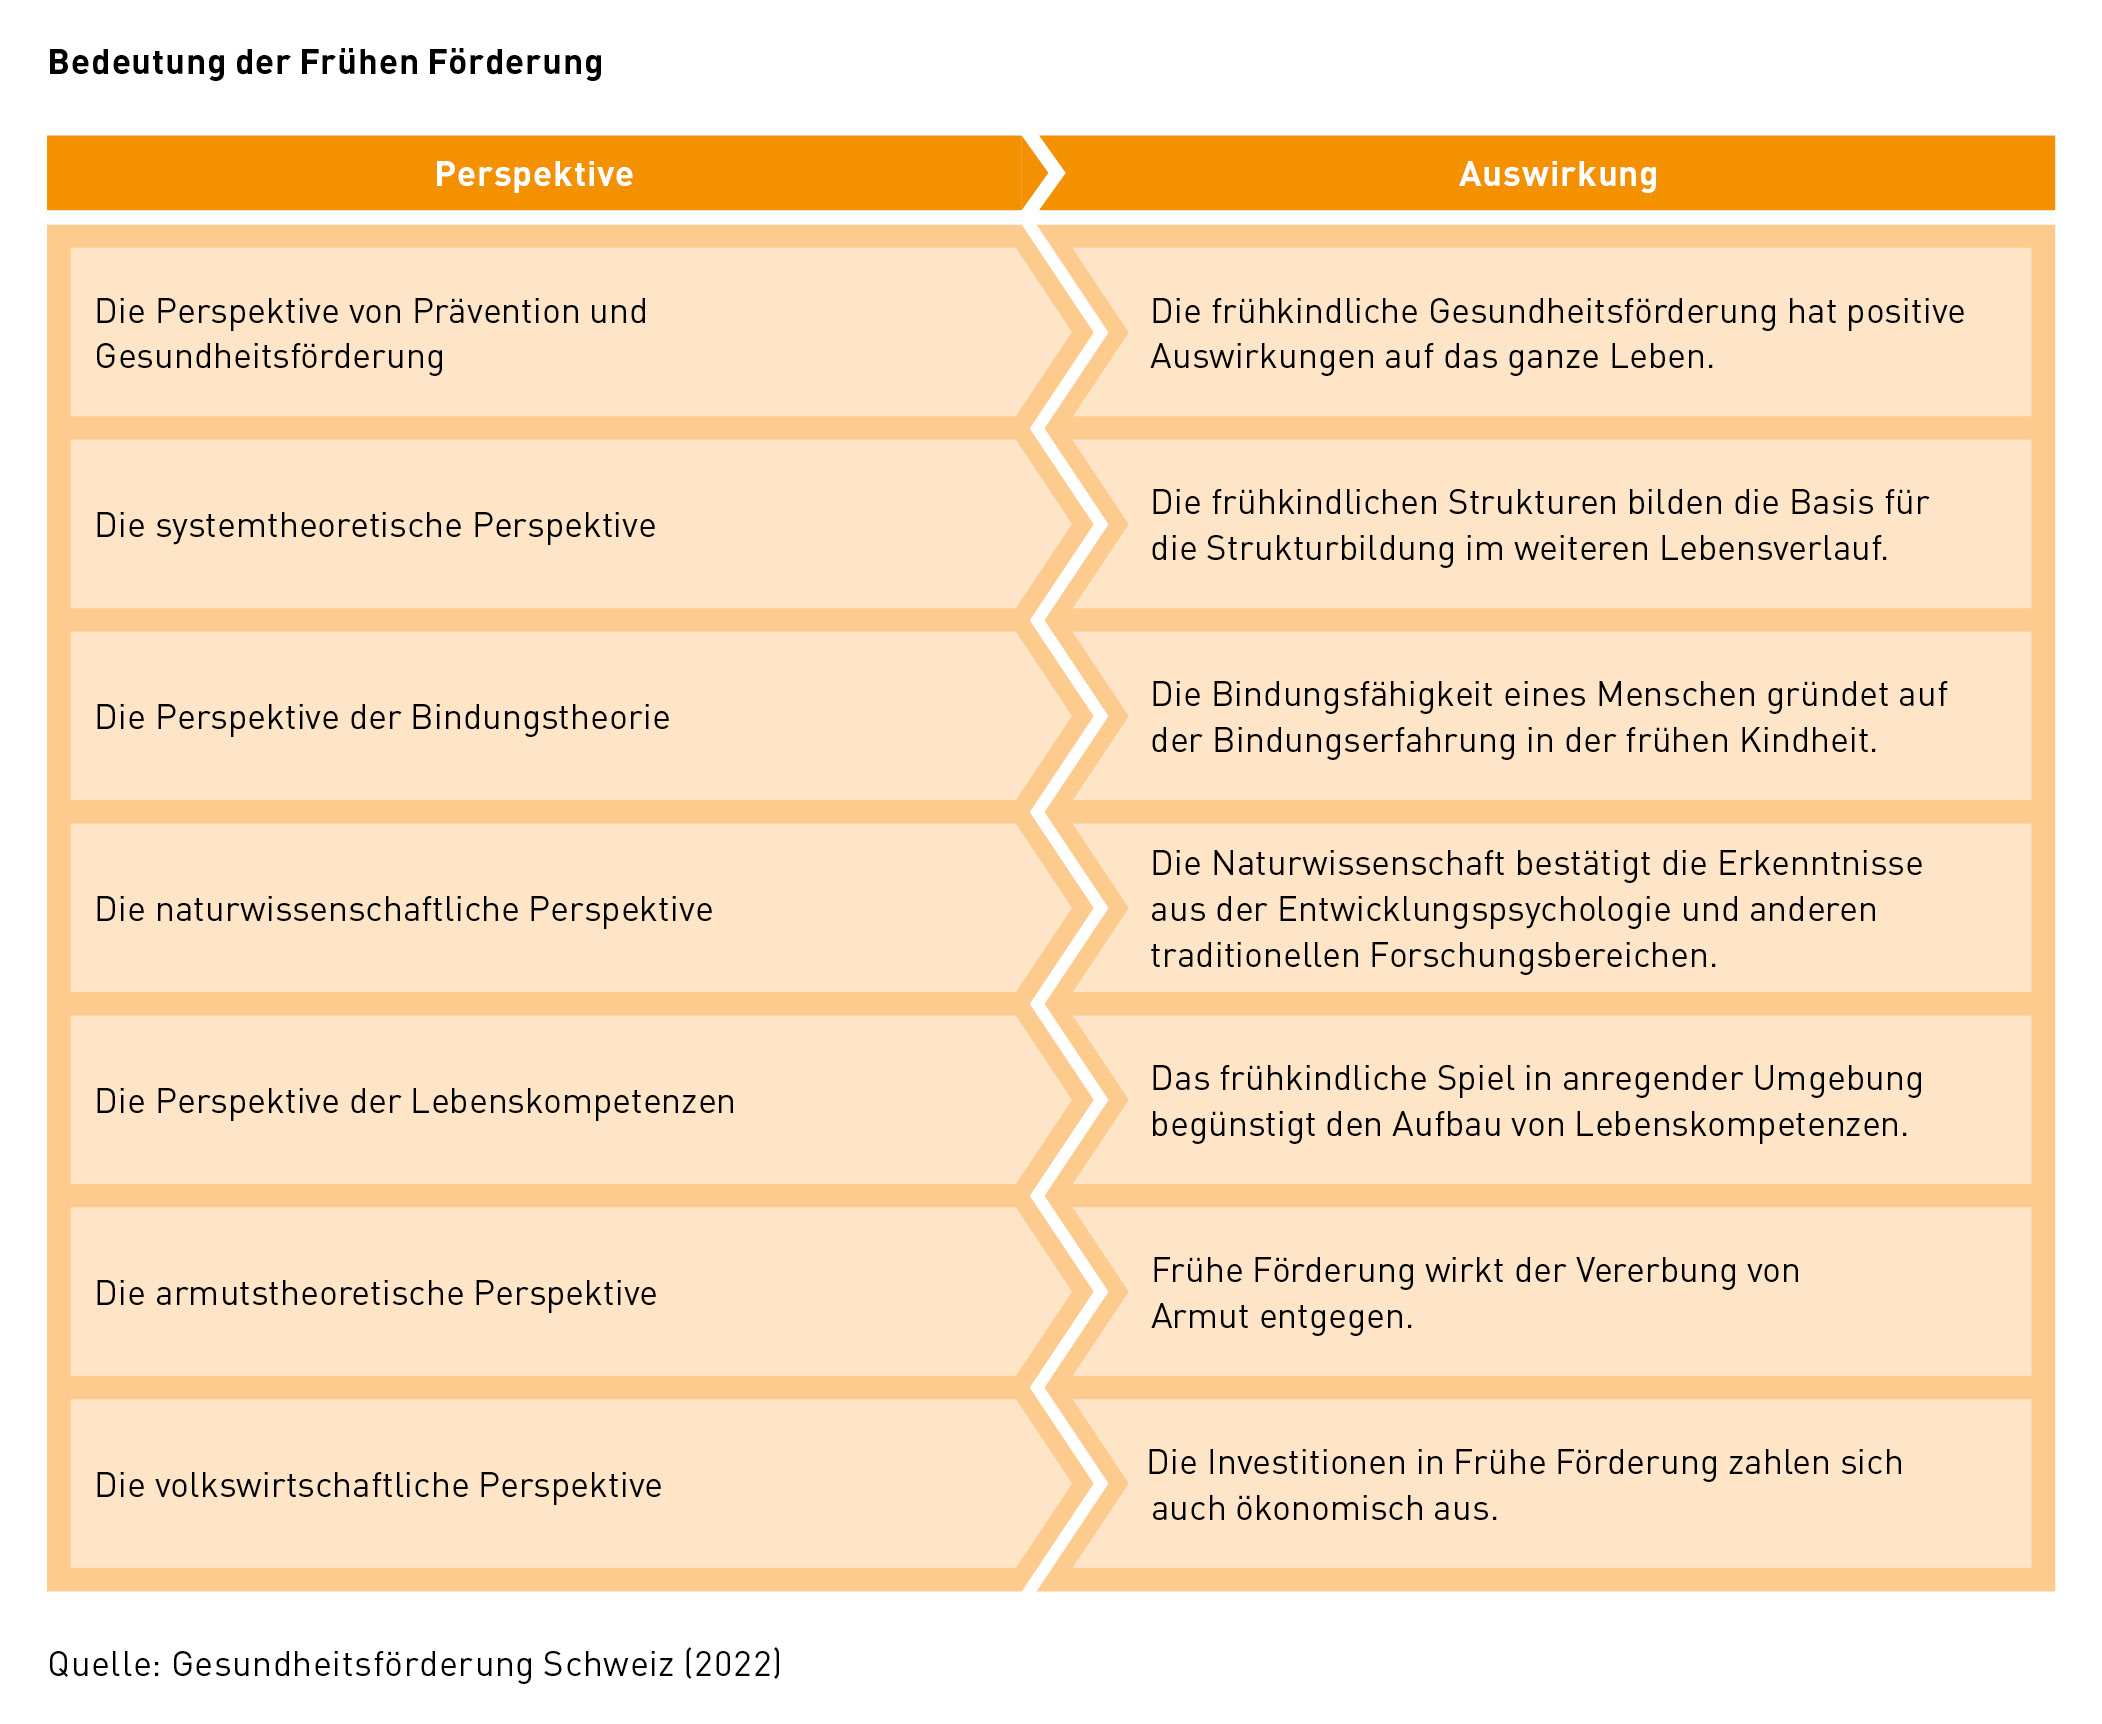 Bedeutung der Frühen Förderung
Perspektive
Auswirkung
Die Perspektive von Prävention und
Gesundheitsförderung
Die frühkindliche Gesundheitsförderung hat positive
Auswirkungen auf das ganze Leben.
Die systemtheoretische Perspektive
Die frühkindlichen Strukturen bilden die Basis für
die Strukturbildung im weiteren Lebensverlauf.
Die Perspektive der Bindungstheorie
Die Bindungsfähigkeit eines Menschen gründet auf
der Bindungserfahrung in der frühen Kindheit.
Die naturwissenschaftliche Perspektive
Die Naturwissenschaft bestätigt die Erkenntnisse
aus der Entwicklungspsychologie und anderen
traditionellen Forschungsbereichen.
Die Perspektive der Lebenskompetenzen
Das frühkindliche Spiel in anregender Umgebung
begünstigt den Aufbau von Lebenskompetenzen.
Die armutstheoretische Perspektive
Frühe Förderung wirkt der Vererbung von
Armut entgegen.
Die volkswirtschaftliche Perspektive
Die Investitionen in Frühe Förderung zahlen sich
auch ökonomisch aus.
Quelle: Gesundheitsförderung Schweiz (2022)